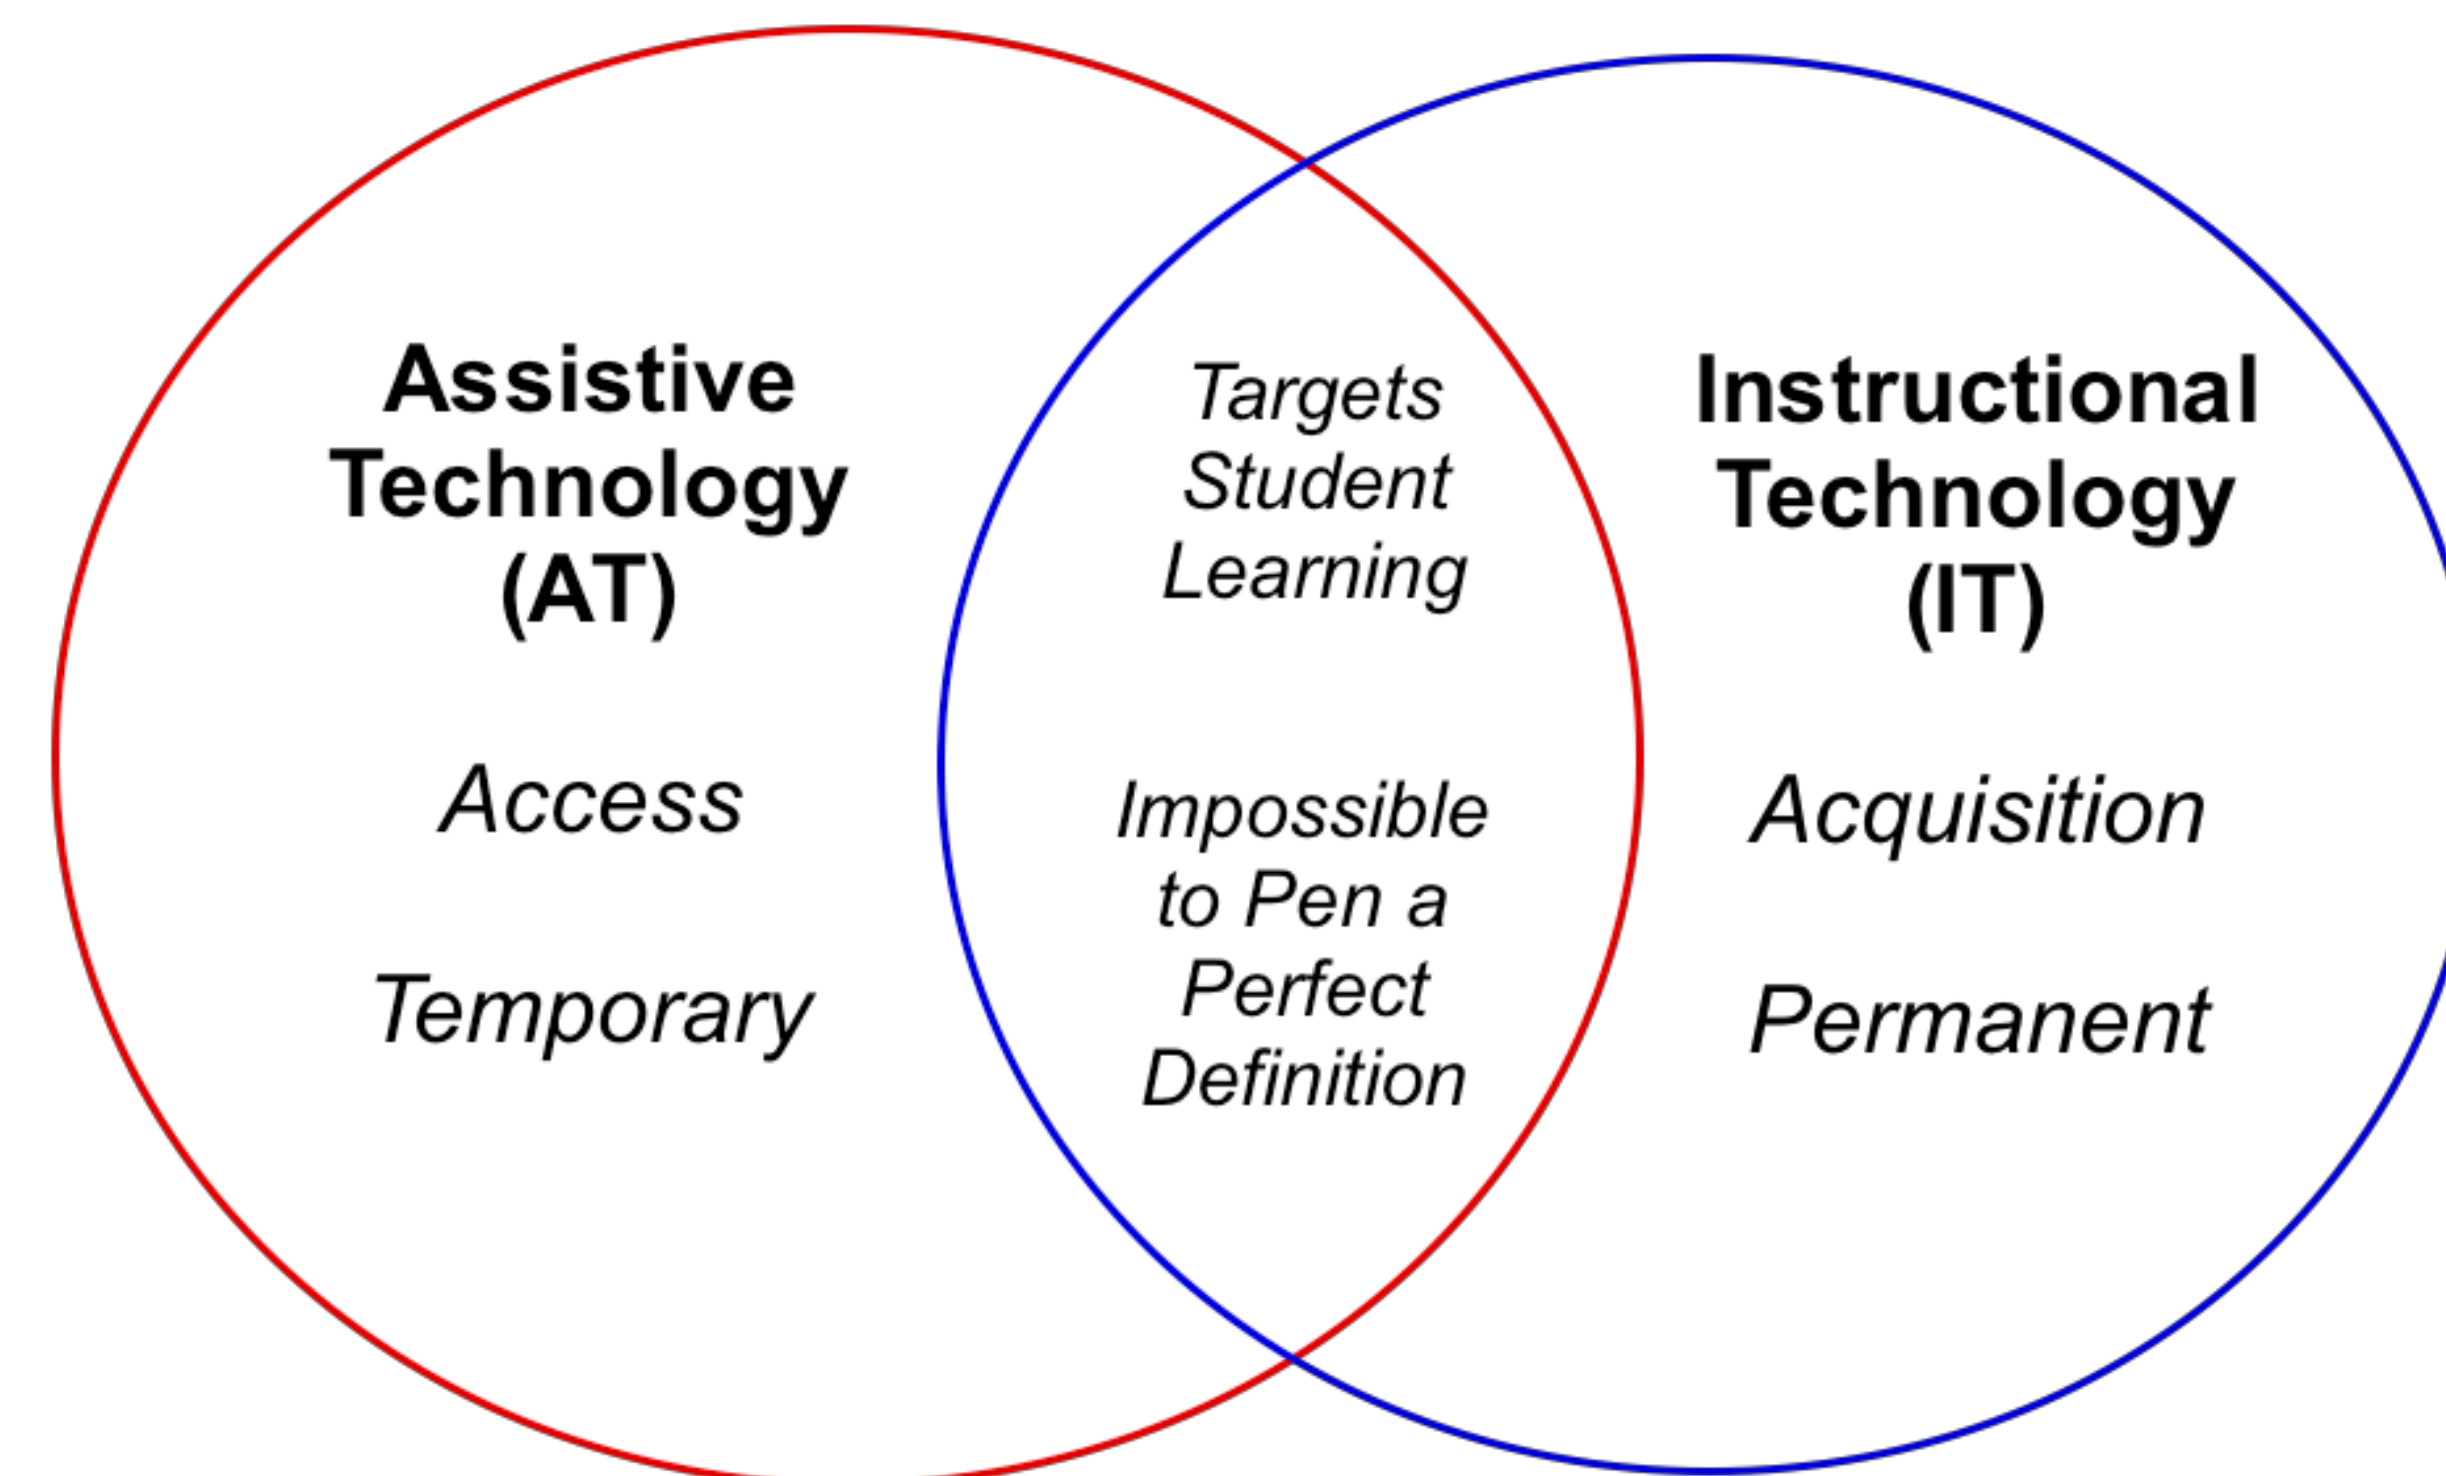 Assistive
Technology
(AT)
Access
Temporary
Targets
Student
Learning
Impossible
to Pen a
Perfect
Definition
Instructional
Technology
(IT)
Acquisition
Permanent